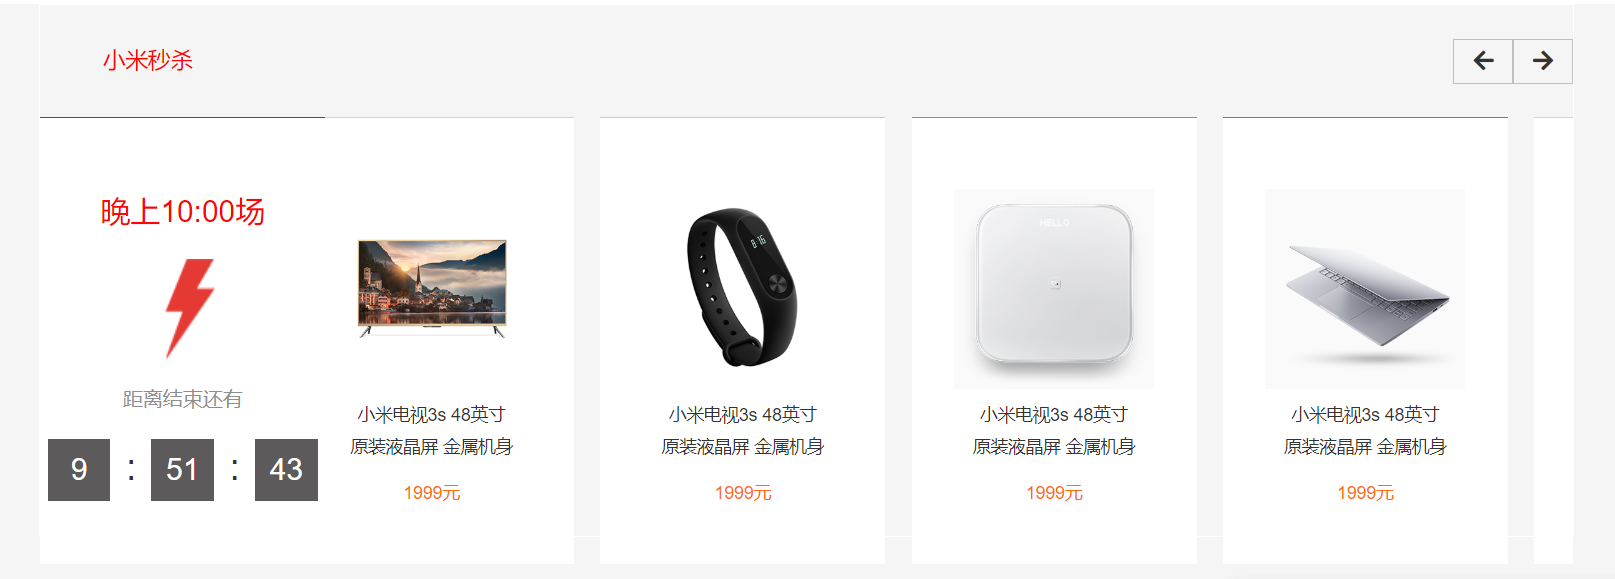 小米秒杀
晚上10:00场
距离结束还有
9 : 51 : 43
小米电视3s 48英寸
原装液晶屏 金属机身
1999元
8:16
小米电视3s 48英寸
原装液晶屏 金属机身
1999元
HELLO
小米电视3s 48英寸
原装液晶屏 金属机身
1999元
小米电视3s 48英寸
原装液晶屏 金属机身
1999元